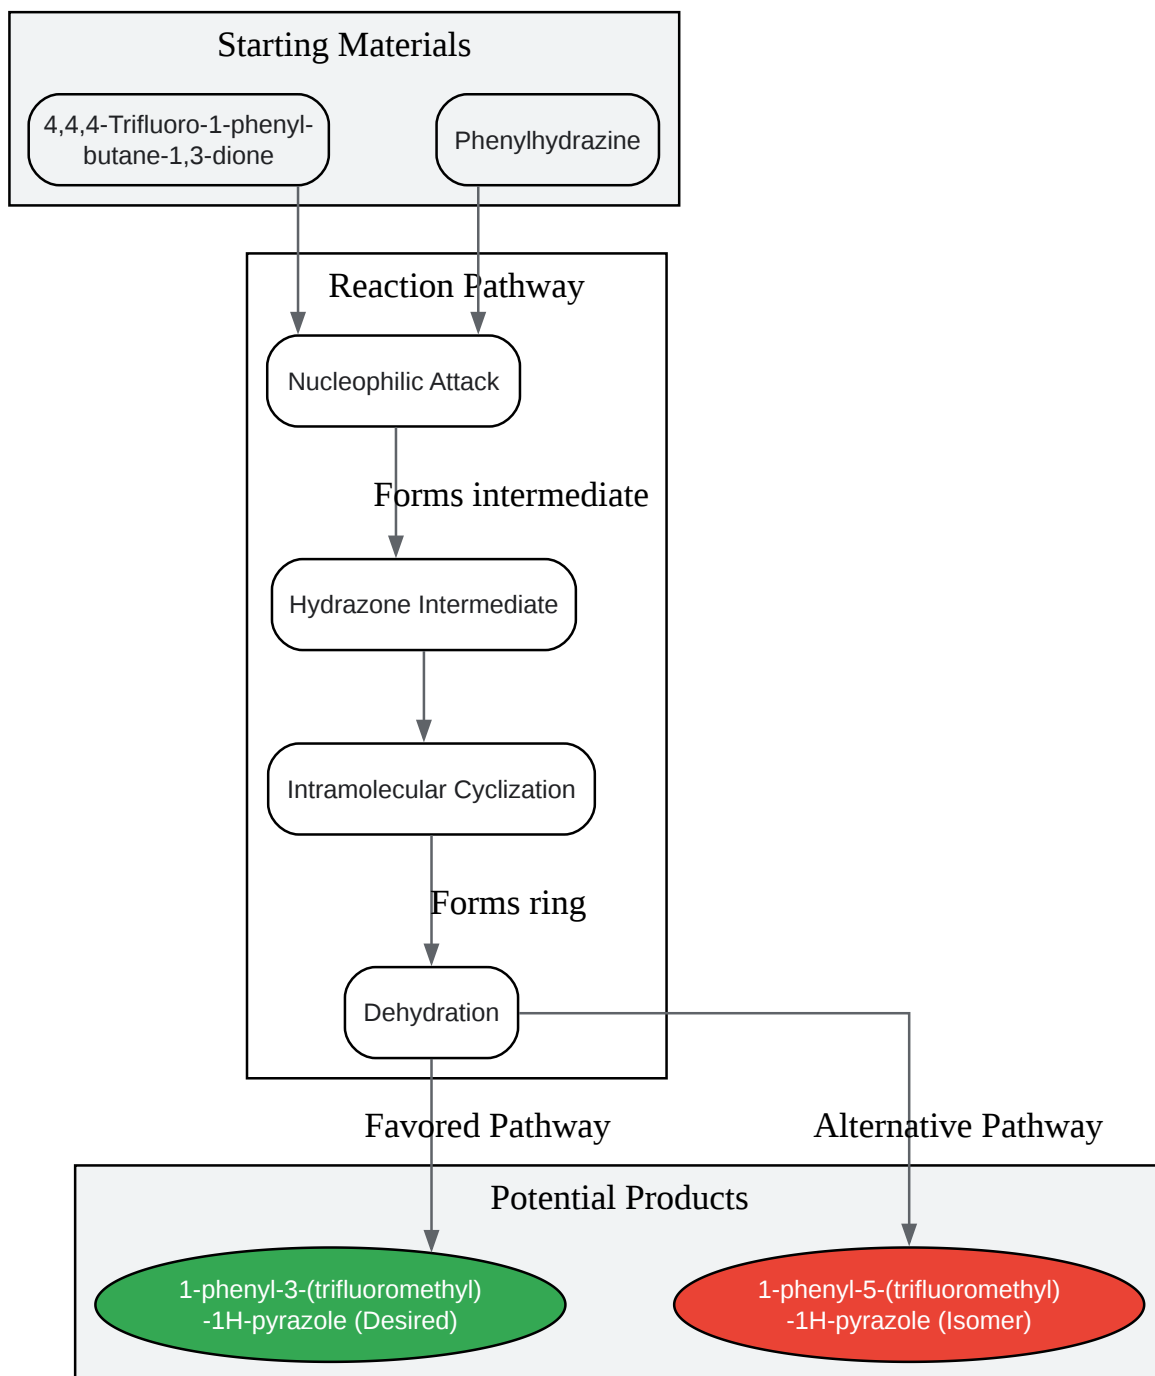 Starting Materials
4,4,4-Trifluoro-1-phenyl-
butane-1,3-dione
Phenylhydrazine
Reaction Pathway
Nucleophilic Attack
Forms intermediate
Hydrazone Intermediate
Intramolecular Cyclization
Forms ring
Dehydration
Favored Pathway
Alternative Pathway
Potential Products
1-phenyl-3-(trifluoromethyl)
-1H-pyrazole (Desired)
1-phenyl-5-(trifluoromethyl)
-1H-pyrazole (Isomer)